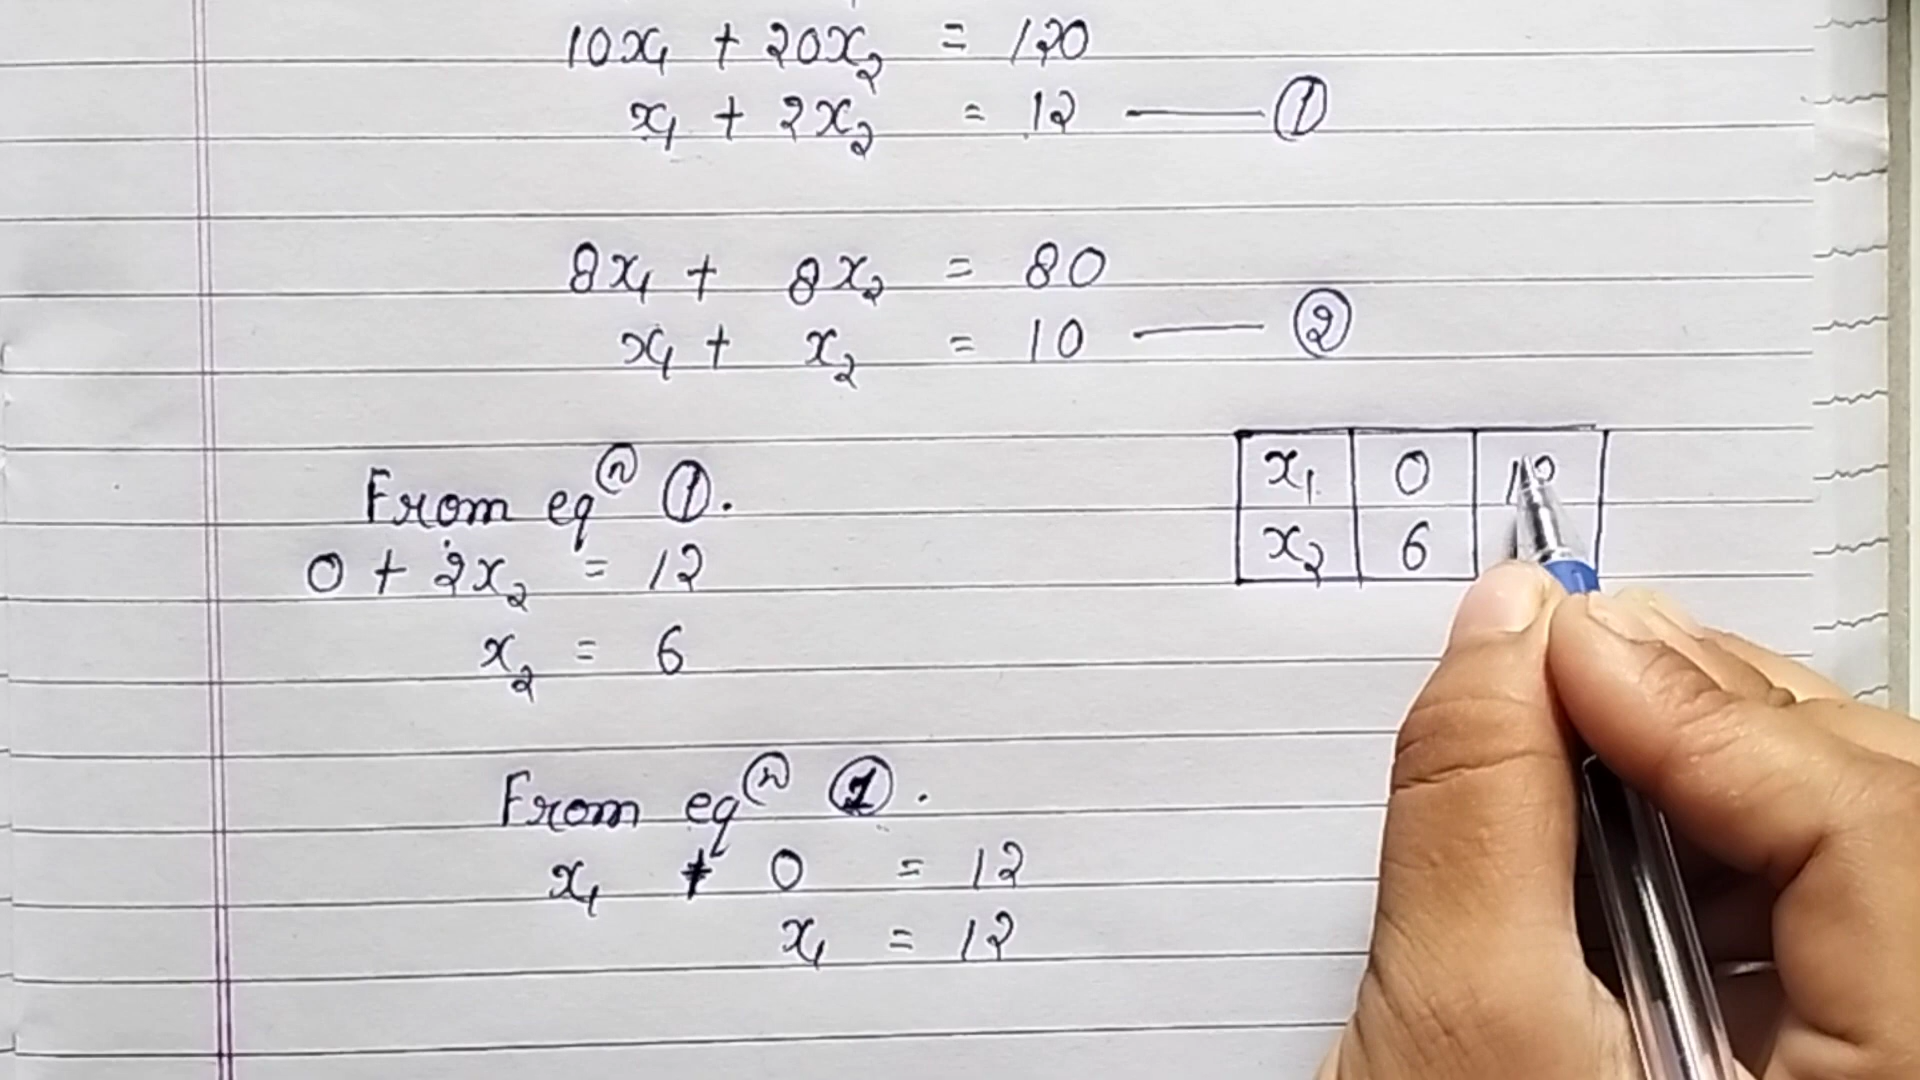 10x₁ + 20x₂ = 120
x₁ + 2x₂ = 12 —— ①
8x₁ + 8x₂ = 80
x₁ + x₂ = 10 —— ②
From eqⓝ ①.
0 + 2x₂ = 12
x₂ = 6
x₁ 0
x₂ 6
From eqⓝ ①.
x₁ + 0 = 12
x₁ = 12